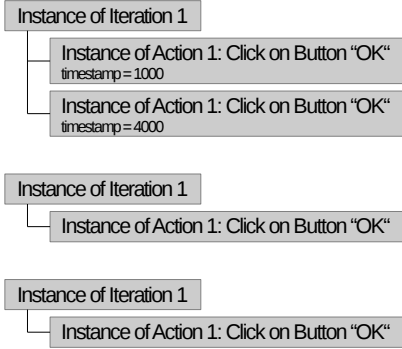 Instance of Iteration 1
Instance of Action 1: Click on Button “OK“
timestamp = 1000
Instance of Action 1: Click on Button “OK“
timestamp = 4000
Instance of Iteration 1
Instance of Action 1: Click on Button “OK“
Instance of Iteration 1
Instance of Action 1: Click on Button “OK“